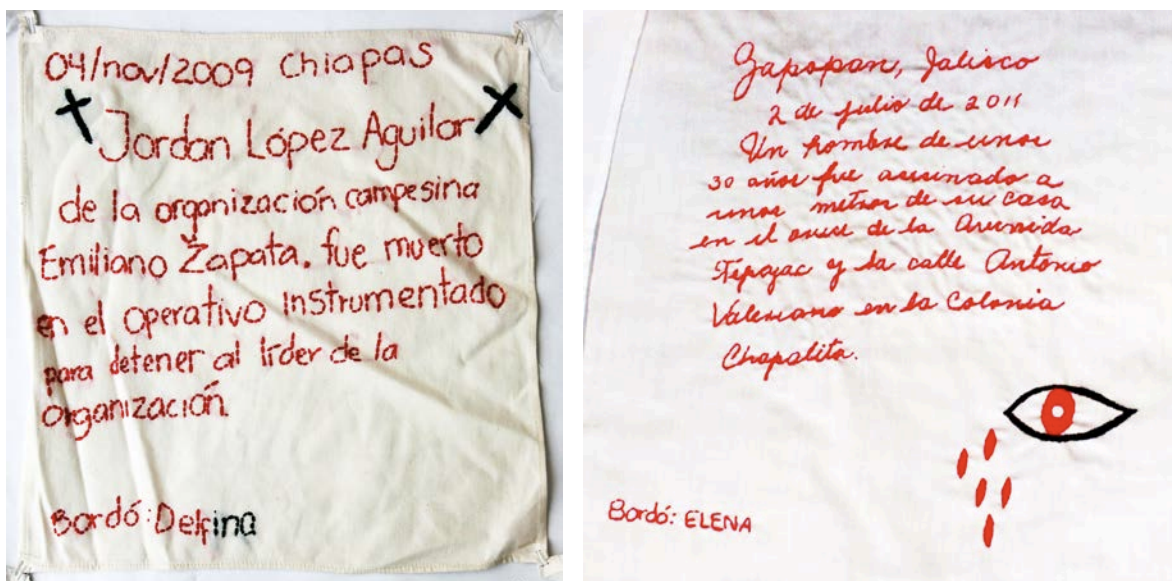 04/nov/2009 Chiapas
Jordan López Aguilar
de la organización campesina
Emiliano Zapata. fue muerto
en el operativo instrumentado
para detener al líder de la
organización.
Bordó: Delfina
Zapopan, Jalisco
2 de julio de 2011
Un hombre de unos
30 años fue asesinado a
unos metros de su casa
en el cruce de la Avenida
Tepeyac y la calle Antonio
Valeriano en la Colonia
Chapalita.
Bordó: ELENA